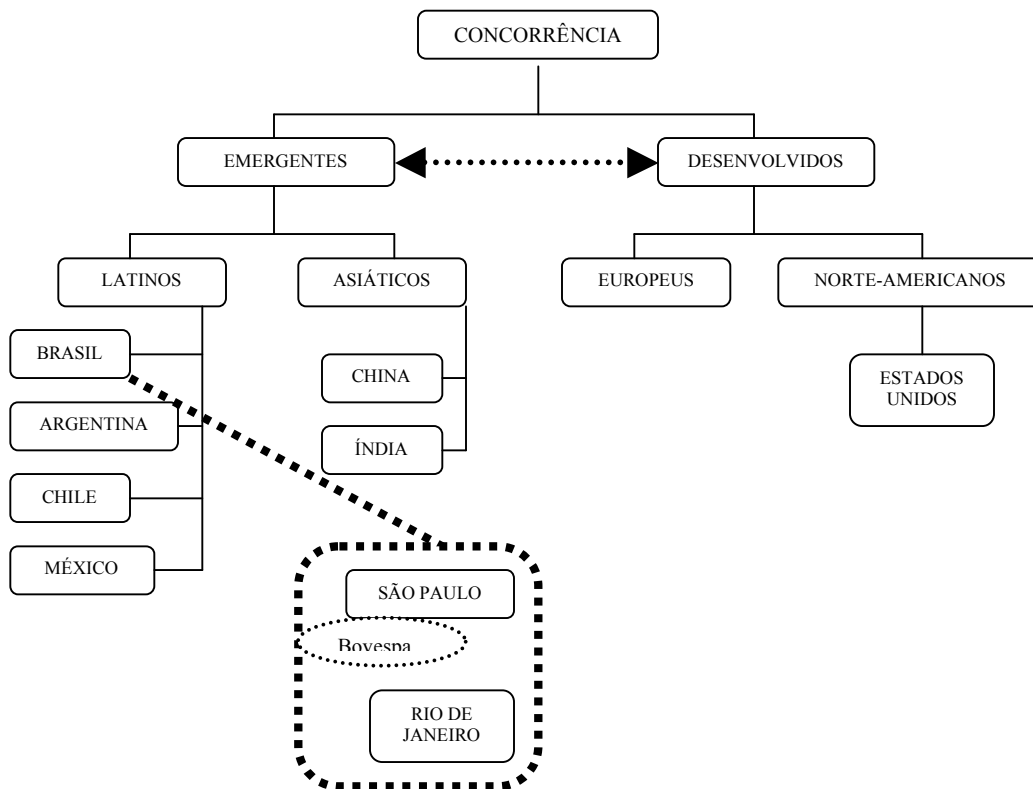 CONCORRÊNCIA
EMERGENTES
DESENVOLVIDOS
LATINOS
ASIÁTICOS
EUROPEUS
NORTE-AMERICANOS
BRASIL
CHINA
ESTADOS
UNIDOS
ARGENTINA
ÍNDIA
CHILE
MÉXICO
SÃO PAULO
Bovespa
RIO DE
JANEIRO